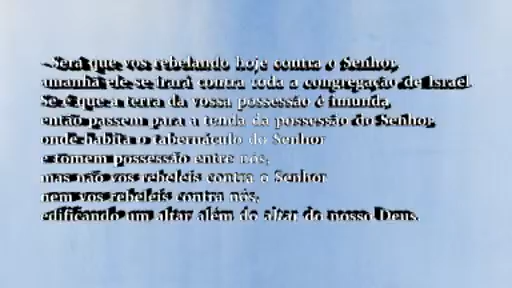 - Será que, vos rebelando hoje contra o Senhor,
amanhã ele se irará contra toda a congregação de Israel.
Se é que a terra da vossa possessão é imunda,
então passem para a tenda da possessão do Senhor,
onde habita o tabernáculo do Senhor
e tomem possessão entre nós,
mas não vos rebeleis contra o Senhor
nem vos rebeleis contra nós,
edificando um altar além do altar do nosso Deus.